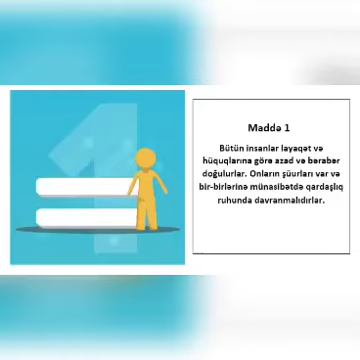 1
Maddə 1
Bütün insanlar ləyaqət və
hüquqlarına görə azad və bərabər
doğulurlar. Onların şüurları var və
bir-birlərinə münasibətdə qardaşlıq
ruhunda davranmalıdırlar.